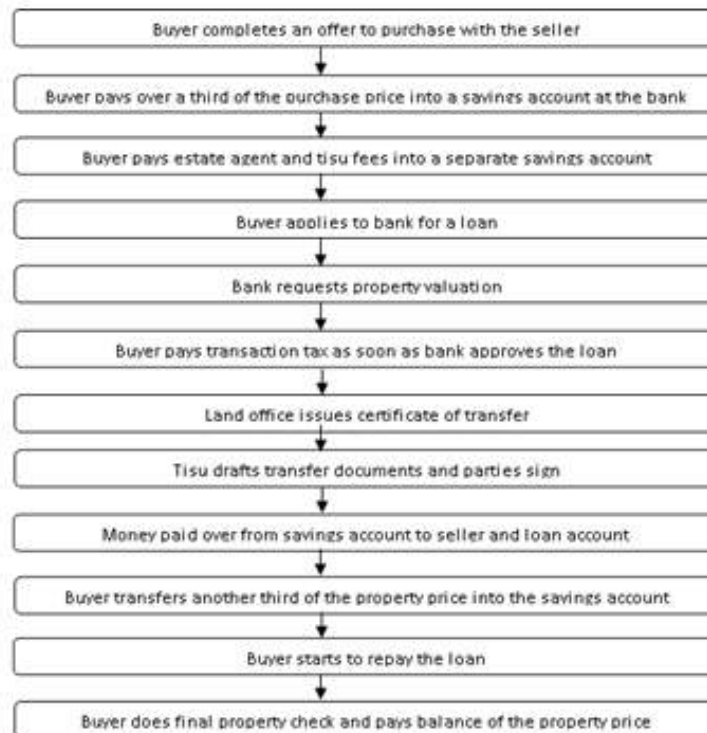 Buyer completes an offer to purchase with the seller
Buyer pays over a third of the purchase price into a savings account at the bank
Buyer pays estate agent and tisu fees into a separate savings account
Buyer applies to bank for a loan
Bank requests property valuation
Buyer pays transaction tax as soon as bank approves the loan
Land office issues certificate of transfer
Tisu drafts transfer documents and parties sign
Money paid over from savings account to seller and loan account
Buyer transfers another third of the property price into the savings account
Buyer starts to repay the loan
Buyer does final property check and pays balance of the property price